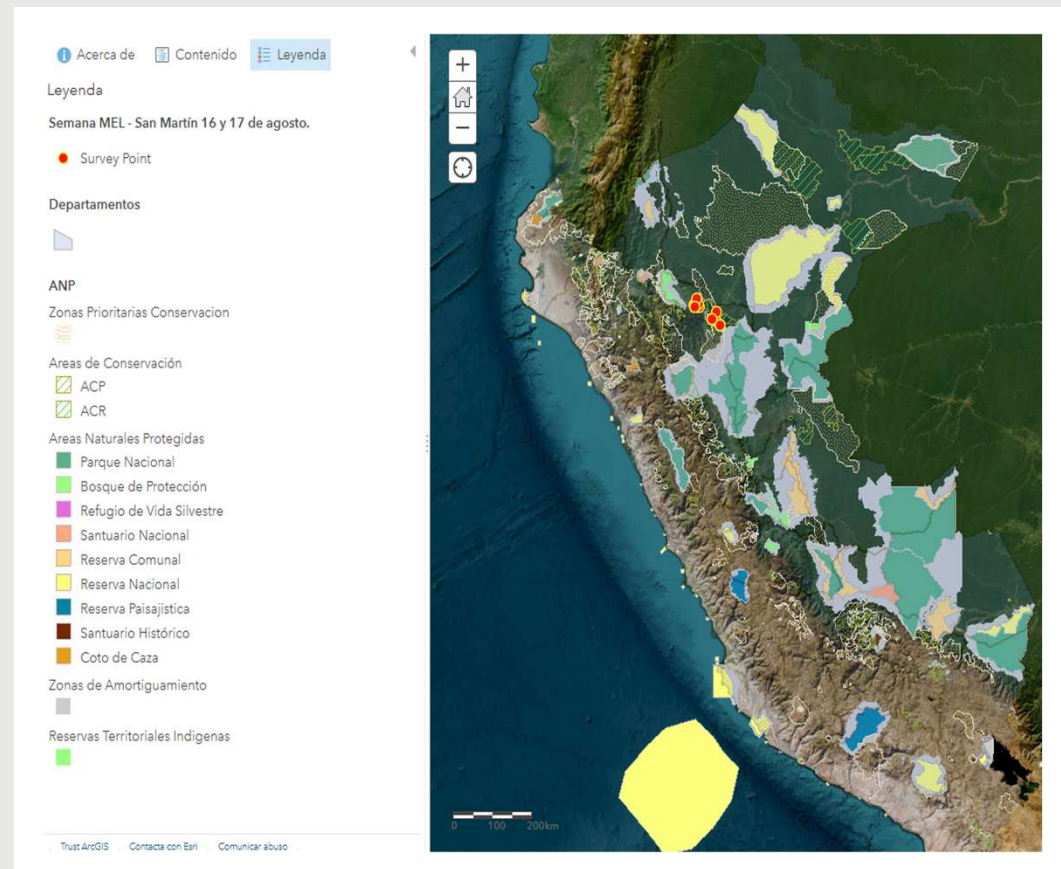 Acerca de Contenido Leyenda
Leyenda
Semana MEL - San Martín 16 y 17 de agosto.
Survey Point
Departamentos
ANP
Zonas Prioritarias Conservacion
Areas de Conservación
ACP
ACR
Areas Naturales Protegidas
Parque Nacional
Bosque de Protección
Refugio de Vida Silvestre
Santuario Nacional
Reserva Comunal
Reserva Nacional
Reserva Paisajistica
Santuario Histórico
Coto de Caza
Zonas de Amortiguamiento
Reservas Territoriales Indigenas
Trust ArcGIS Contacta con Esri Comunicar abuso
0 100 200km